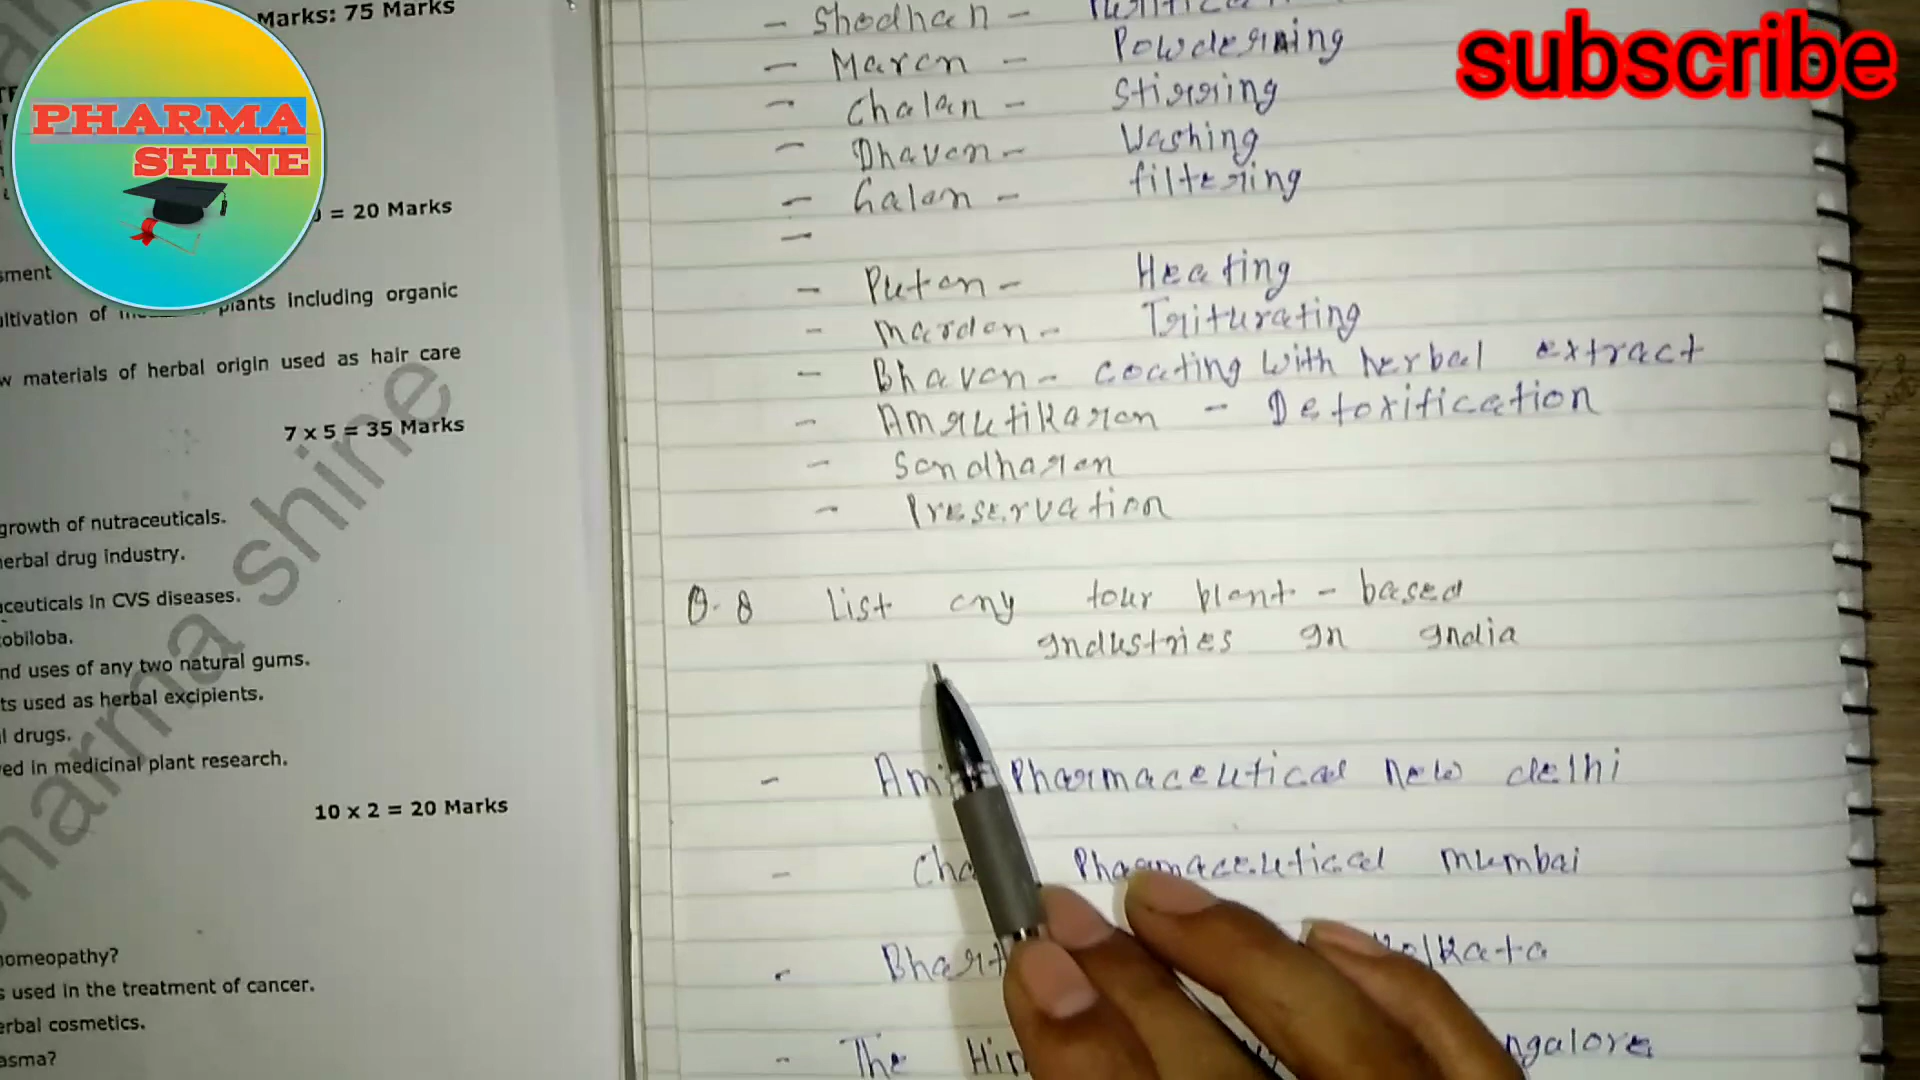 Marks: 75 Marks
PHARMA
SHINE
= 20 Marks
sment
ltivation of plants including organic
w materials of herbal origin used as hair care
7 x 5 = 35 Marks
growth of nutraceuticals.
erbal drug industry.
aceuticals in CVS diseases.
obiloba.
nd uses of any two natural gums.
ts used as herbal excipients.
l drugs.
ed in medicinal plant research.
10 x 2 = 20 Marks
omeopathy?
s used in the treatment of cancer.
erbal cosmetics.
asma?
pharma shine
subscribe
- Shodhan -
- Maran - Powdering
- Chalan - Stirring
- Dhavan - Washing
- Galan - filtering
-
- Putan - Heating
- mardan - Triturating
- Bhavan - coating with herbal extract
- Amrutikaran - Detoxification
- Sandharan
- Preservation
Q.8 List any four plant-based
industries in india
- Pharmaceutical New delhi
- Pharmaceutical mumbai
- Kolkata
- The